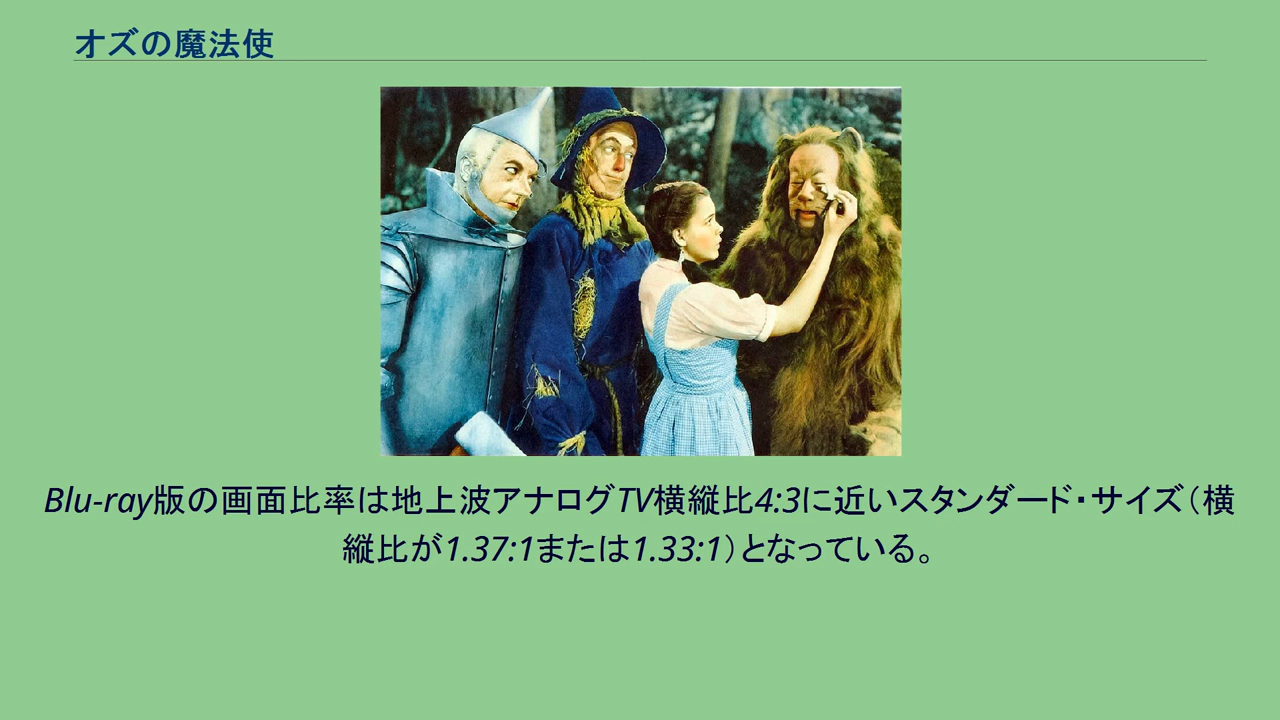 オズの魔法使
Blu-ray版の画面比率は地上波アナログTV横縦比4:3に近いスタンダード・サイズ（横
縦比が1.37:1または1.33:1）となっている。